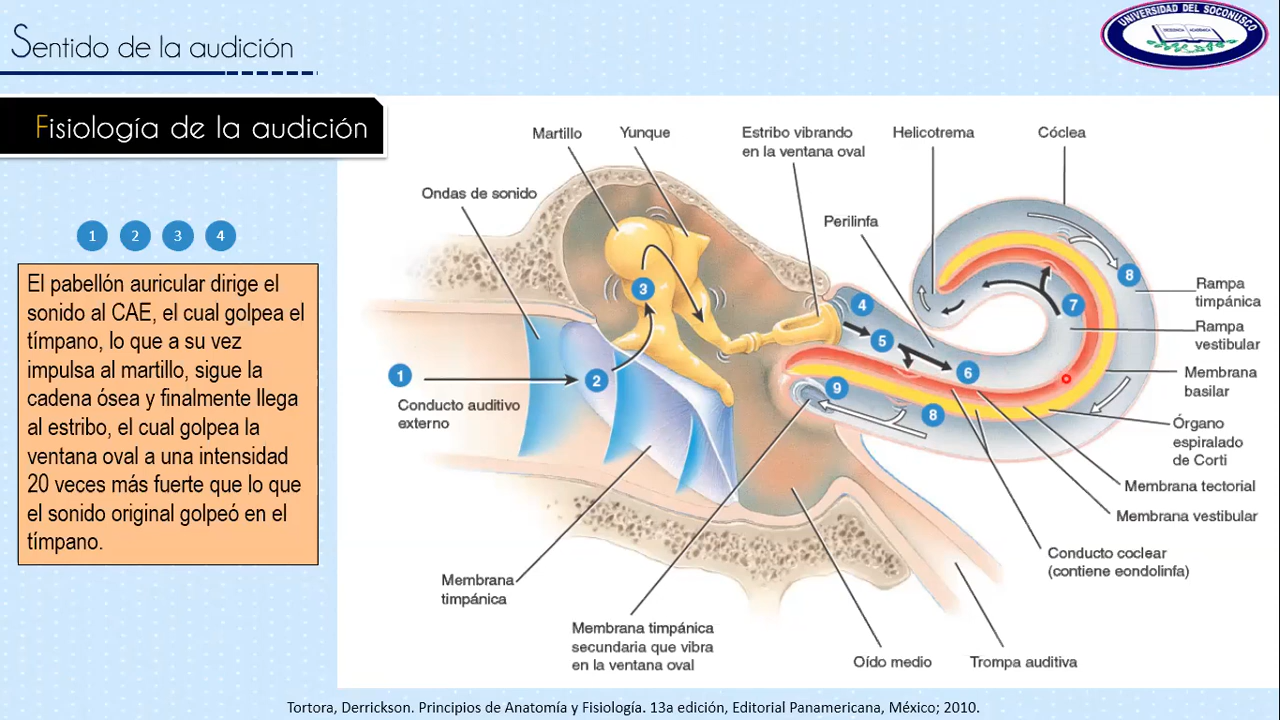 Sentido de la audición
UNIVERSIDAD DEL SOCONUSCO
Fisiología de la audición
1 2 3 4
El pabellón auricular dirige el
sonido al CAE, el cual golpea el
tímpano, lo que a su vez
impulsa al martillo, sigue la
cadena ósea y finalmente llega
al estribo, el cual golpea la
ventana oval a una intensidad
20 veces más fuerte que lo que
el sonido original golpeó en el
tímpano.
Martillo
Yunque
Estribo vibrando
en la ventana oval
Helicotrema
Cóclea
Ondas de sonido
Perilinfa
8
3
4
7
5
6
1
2
9
8
Rampa
timpánica
Rampa
vestibular
Membrana
basilar
Órgano
espiralado
de Corti
Membrana tectorial
Membrana vestibular
Conducto coclear
(contiene eondolinfa)
Conducto auditivo
externo
Membrana
timpánica
Membrana timpánica
secundaria que vibra
en la ventana oval
Oído medio
Trompa auditiva
Tortora, Derrickson. Principios de Anatomía y Fisiología. 13a edición, Editorial Panamericana, México; 2010.